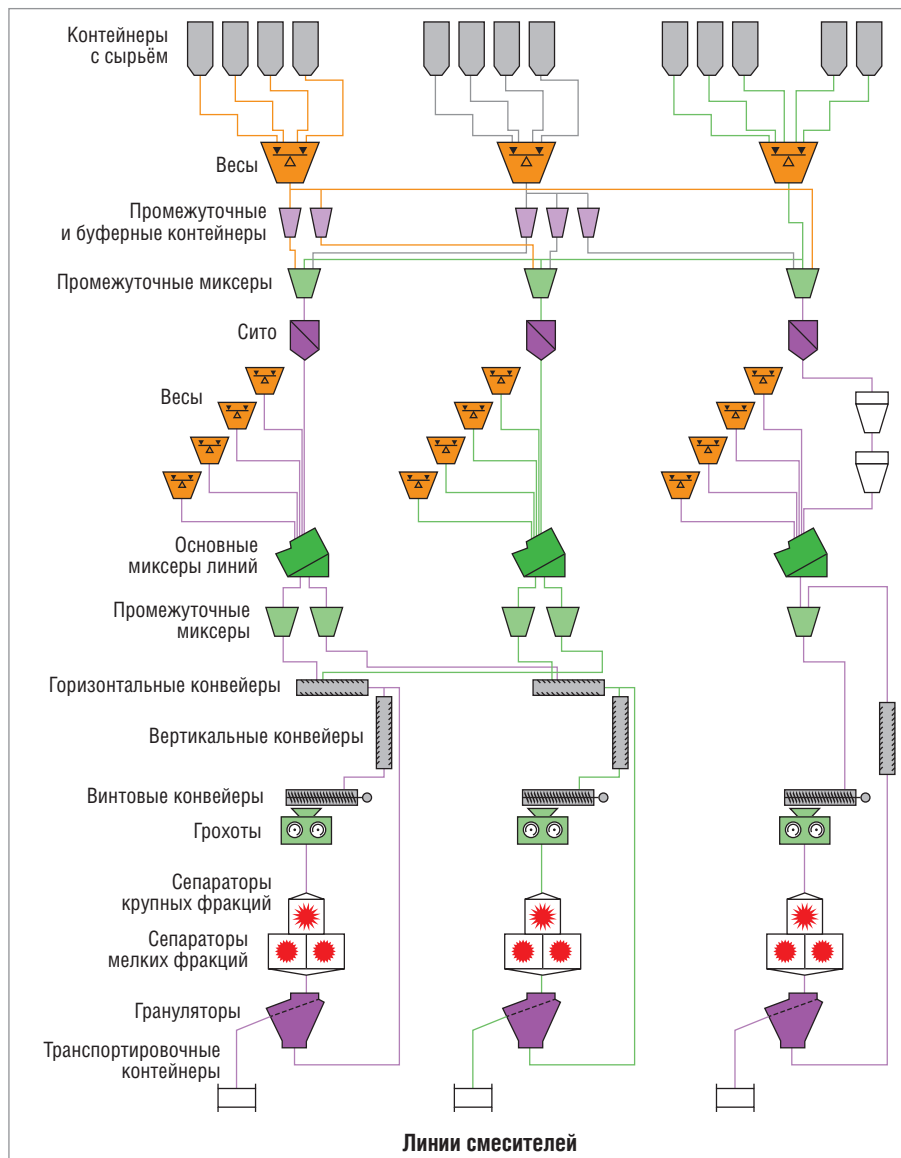 Контейнеры
с сырьём
Весы
Промежуточные
и буферные контейнеры
Промежуточные миксеры
Сито
Весы
Основные
миксеры линий
Промежуточные
миксеры
Горизонтальные конвейеры
Вертикальные конвейеры
Винтовые конвейеры
Грохоты
Сепараторы
крупных фракций
Сепараторы
мелких фракций
Грануляторы
Транспортировочные
контейнеры
Линии смесителей